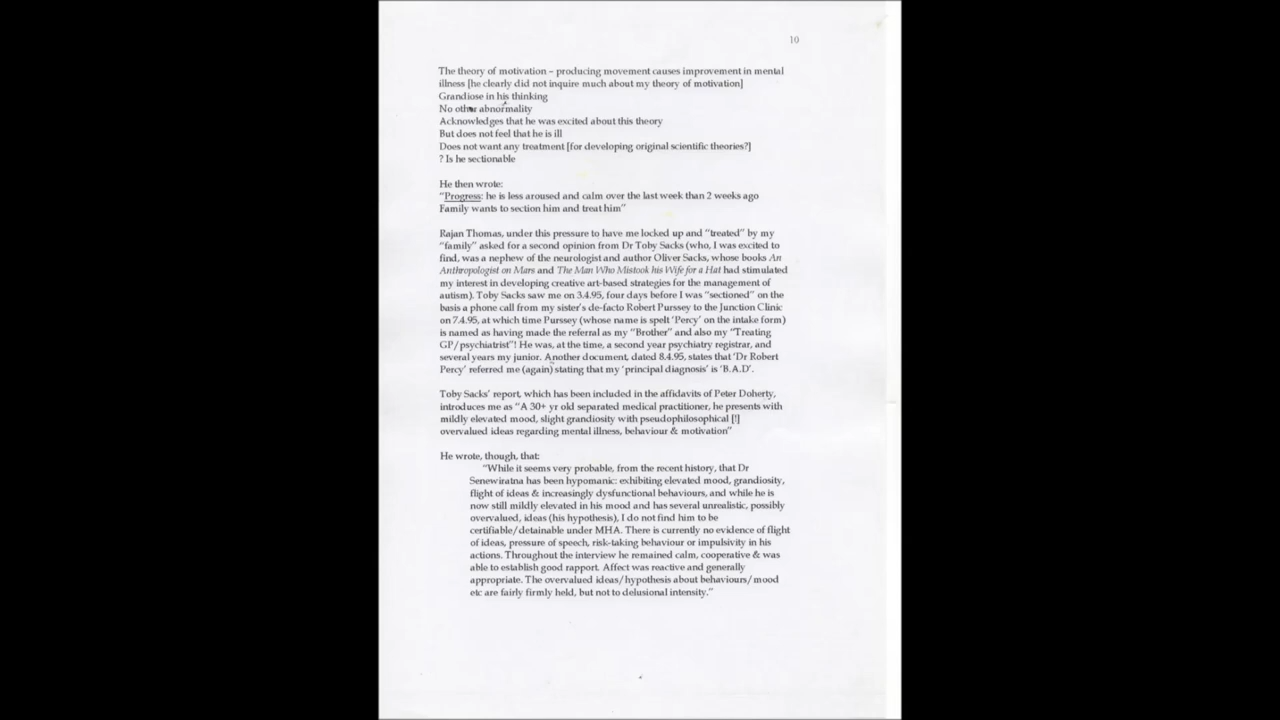 10
The theory of motivation – producing movement causes improvement in mental
illness [he clearly did not inquire much about my theory of motivation]
Grandiose in his thinking
No other abnormality
Acknowledges that he was excited about this theory
But does not feel that he is ill
Does not want any treatment [for developing original scientific theories?]
? Is he sectionable
He then wrote:
“Progress: he is less aroused and calm over the last week than 2 weeks ago
Family wants to section him and treat him”
Rajan Thomas, under this pressure to have me locked up and “treated” by my
“family” asked for a second opinion from Dr Toby Sacks (who, I was excited to
find, was a nephew of the neurologist and author Oliver Sacks, whose books An
Anthropologist on Mars and The Man Who Mistook his Wife for a Hat had stimulated
my interest in developing creative art-based strategies for the management of
autism). Toby Sacks saw me on 3.4.95, four days before I was “sectioned” on the
basis a phone call from my sister's de-facto Robert Purssey to the Junction Clinic
on 7.4.95, at which time Purssey (whose name is spelt ‘Percy’ on the intake form)
is named as having made the referral as my “Brother” and also my “Treating
GP/psychiatrist”! He was, at the time, a second year psychiatry registrar, and
several years my junior. Another document, dated 8.4.95, states that ‘Dr Robert
Percy’ referred me (again) stating that my ‘principal diagnosis’ is ‘B.A.D’.
Toby Sacks’ report, which has been included in the affidavits of Peter Doherty,
introduces me as “A 30+ yr old separated medical practitioner, he presents with
mildly elevated mood, slight grandiosity with pseudophilosophical [!]
overvalued ideas regarding mental illness, behaviour & motivation”
He wrote, though, that:
“While it seems very probable, from the recent history, that Dr
Senewiratna has been hypomanic: exhibiting elevated mood, grandiosity,
flight of ideas & increasingly dysfunctional behaviours, and while he is
now still mildly elevated in his mood and has several unrealistic, possibly
overvalued, ideas (his hypothesis), I do not find him to be
certifiable/detainable under MHA. There is currently no evidence of flight
of ideas, pressure of speech, risk-taking behaviour or impulsivity in his
actions. Throughout the interview he remained calm, cooperative & was
able to establish good rapport. Affect was reactive and generally
appropriate. The overvalued ideas/hypothesis about behaviours/mood
etc are fairly firmly held, but not to delusional intensity.”